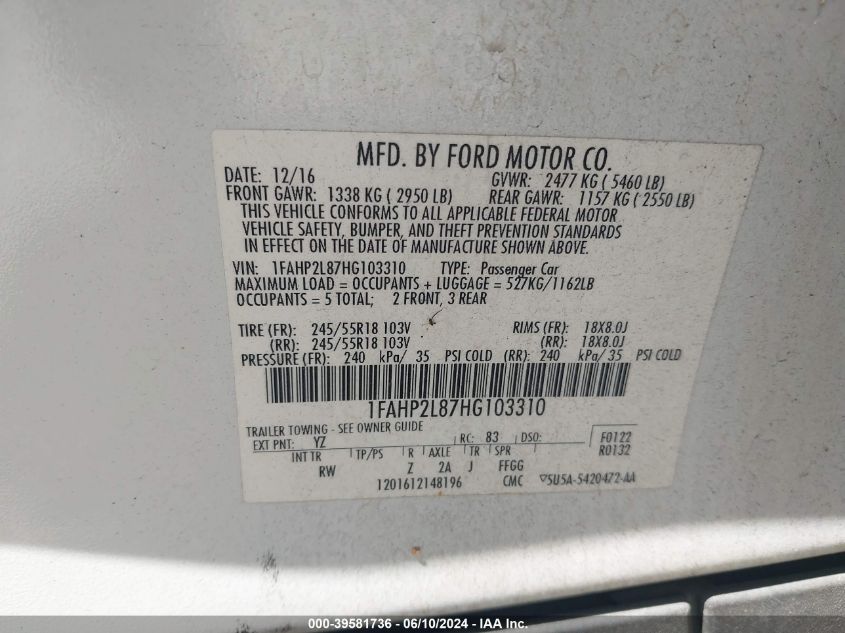 MFD. BY FORD MOTOR CO.
DATE: 12/16 GVWR: 2477 KG ( 5460 LB)
FRONT GAWR: 1338 KG ( 2950 LB) REAR GAWR: 1157 KG ( 2550 LB)
THIS VEHICLE CONFORMS TO ALL APPLICABLE FEDERAL MOTOR
VEHICLE SAFETY, BUMPER, AND THEFT PREVENTION STANDARDS
IN EFFECT ON THE DATE OF MANUFACTURE SHOWN ABOVE.
VIN: 1FAHP2L87HG103310 TYPE: Passenger Car
MAXIMUM LOAD = OCCUPANTS + LUGGAGE = 527KG/1162LB
OCCUPANTS = 5 TOTAL; 2 FRONT, 3 REAR
TIRE (FR): 245/55R18 103V RIMS (FR): 18X8.0J
(RR): 245/55R18 103V (RR): 18X8.0J
PRESSURE (FR): 240 kPa/ 35 PSI COLD (RR): 240 kPa/ 35 PSI COLD
1FAHP2L87HG103310
TRAILER TOWING - SEE OWNER GUIDE
EXT PNT: YZ RC: 83 DSO: F0122
R0132
INT TR TP/PS R AXLE TR SPR
RW Z 2A J FFGG
1201612148196 CMC 5U5A-5420472-AA
000-39581736 - 06/10/2024 - IAA, Inc.